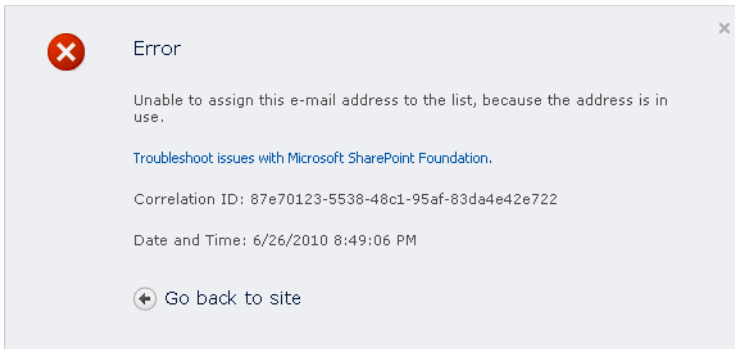 Error
Unable to assign this e-mail address to the list, because the address is in
use.
Troubleshoot issues with Microsoft SharePoint Foundation.
Correlation ID: 87e70123-5538-48c1-95af-83da4e42e722
Date and Time: 6/26/2010 8:49:06 PM
Go back to site